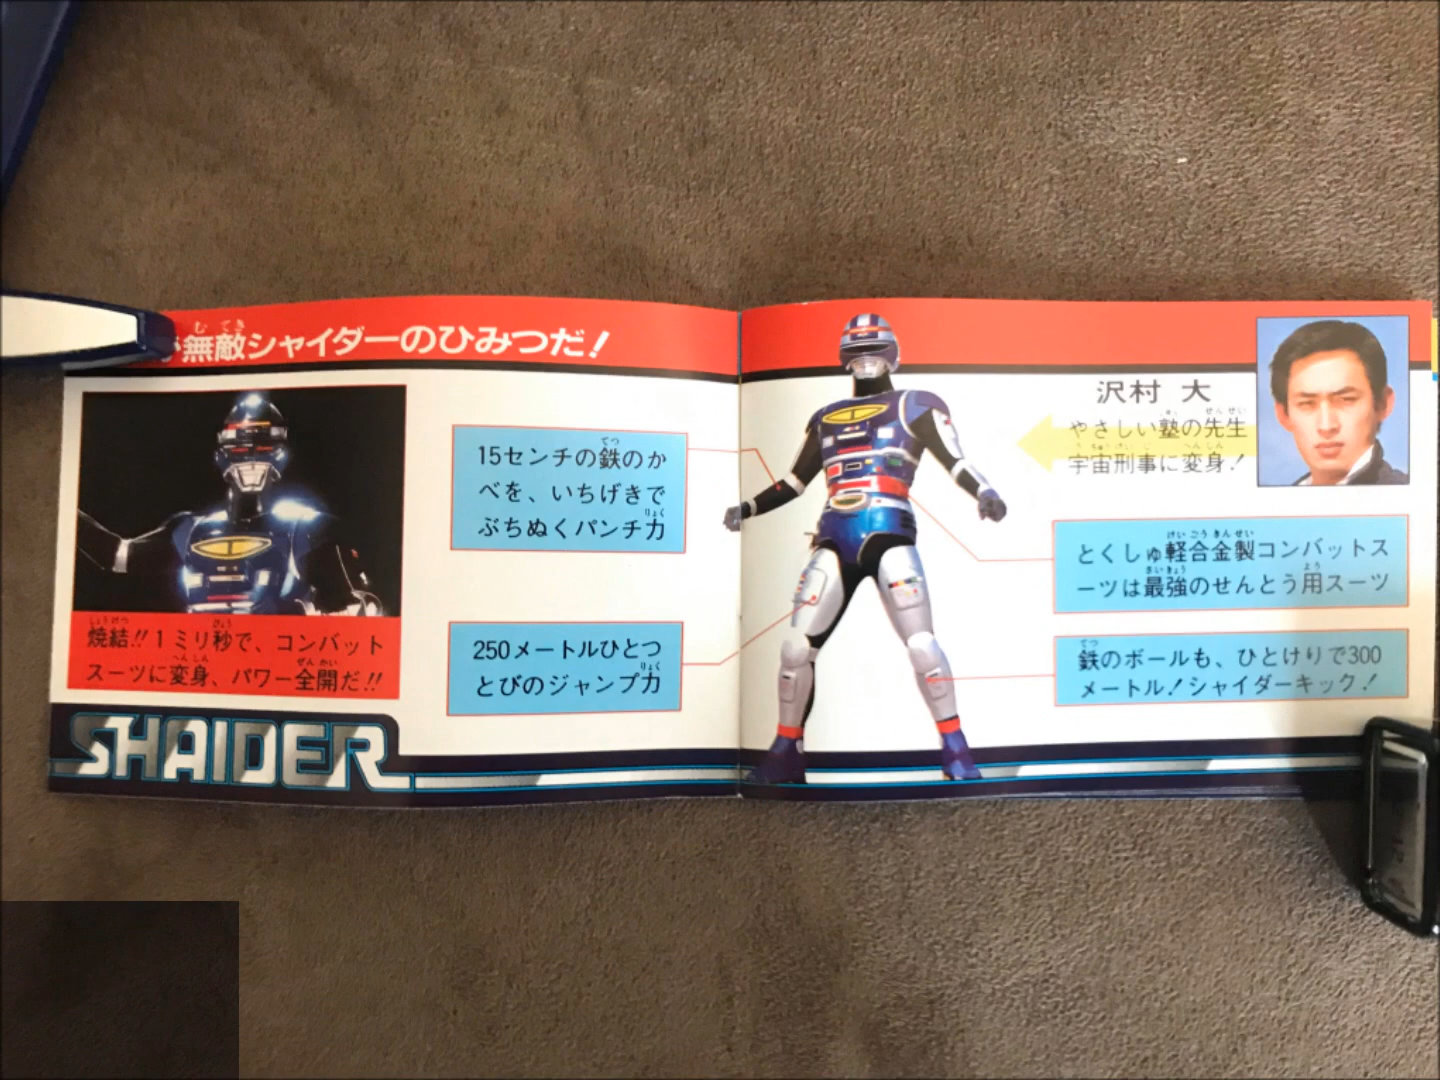 無敵シャイダーのひみつだ！
焼結!!1ミリ秒で、コンバット
スーツに変身、パワー全開だ!!
SHAIDER
15センチの鉄のか
べを、いちげきで
ぶちぬくパンチ力
250メートルひとつ
とびのジャンプ力
沢村 大
やさしい塾の先生
宇宙刑事に変身！
とくしゅ軽合金製コンバットス
ーツは最強のせんとう用スーツ
鉄のボールも、ひとけりで300
メートル！シャイダーキック！